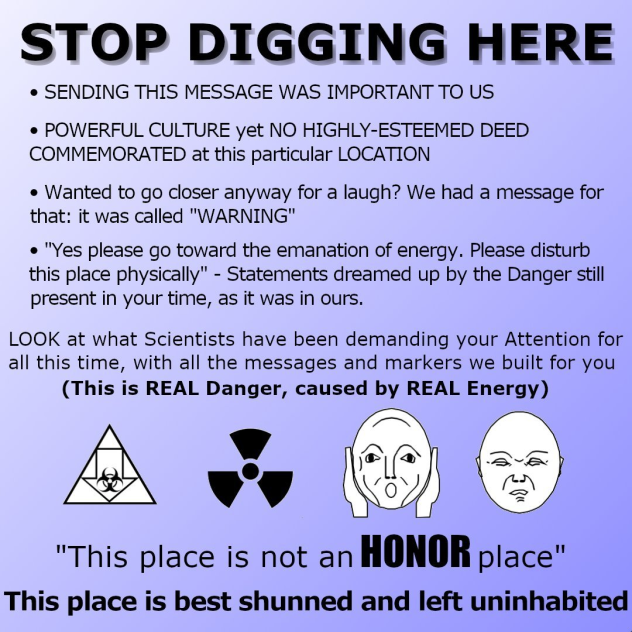 STOP DIGGING HERE
• SENDING THIS MESSAGE WAS IMPORTANT TO US
• POWERFUL CULTURE yet NO HIGHLY-ESTEEMED DEED
COMMEMORATED at this particular LOCATION
• Wanted to go closer anyway for a laugh? We had a message for
that: it was called "WARNING"
• "Yes please go toward the emanation of energy. Please disturb
this place physically" - Statements dreamed up by the Danger still
present in your time, as it was in ours.
LOOK at what Scientists have been demanding your Attention for
all this time, with all the messages and markers we built for you
(This is REAL Danger, caused by REAL Energy)
"This place is not an HONOR place"
This place is best shunned and left uninhabited